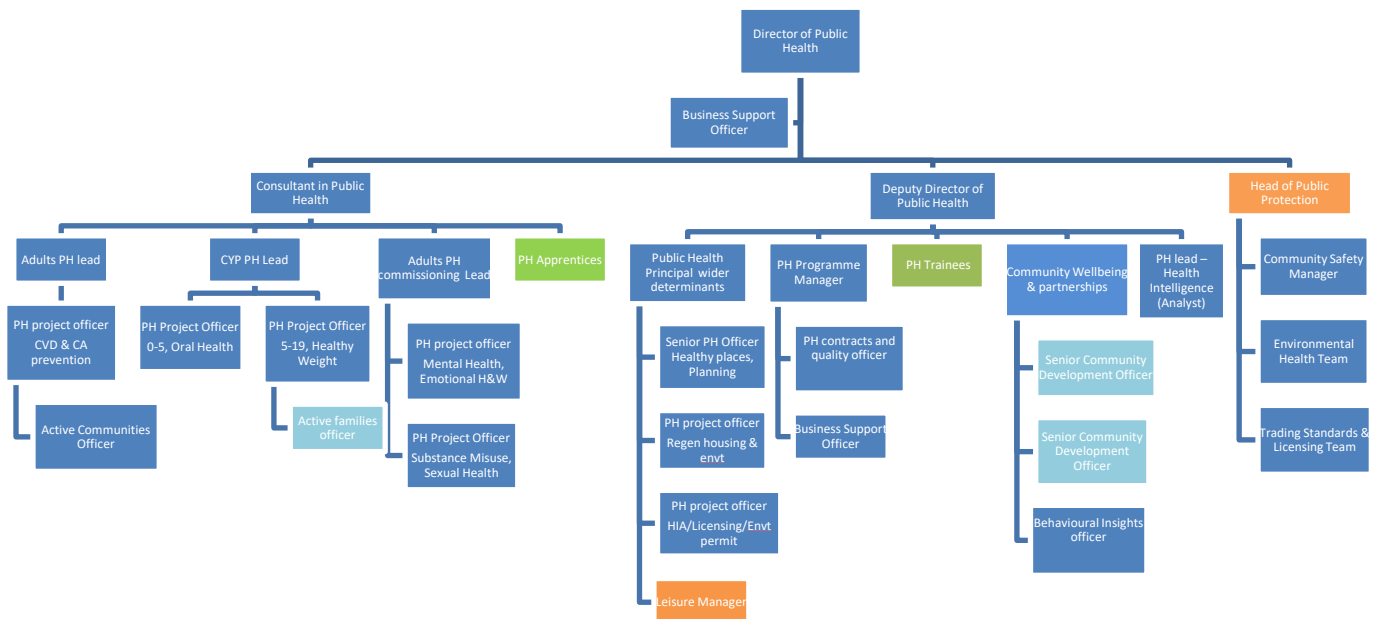 Director of Public
Health
Business Support
Officer
Consultant in Public
Health
Deputy Director of
Public Health
Head of Public
Protection
Adults PH lead
CYP PH Lead
Adults PH
commissioning Lead
PH Apprentices
Public Health
Principal wider
determinants
PH Programme
Manager
PH Trainees
Community Wellbeing
& partnerships
PH lead –
Health
Intelligence
(Analyst)
Community Safety
Manager
PH project officer
CVD & CA
prevention
PH Project Officer
0-5, Oral Health
PH Project Officer
5-19, Healthy
Weight
PH project officer
Mental Health,
Emotional H&W
Senior PH Officer
Healthy places,
Planning
PH contracts and
quality officer
Senior Community
Development Officer
Environmental
Health Team
Active Communities
Officer
Active families
officer
PH Project Officer
Substance Misuse,
Sexual Health
PH project officer
Regen housing &
envt
Business Support
Officer
Senior Community
Development
Officer
Trading Standards &
Licensing Team
PH project officer
HIA/Licensing/Envt
permit
Behavioural Insights
officer
Leisure Manager